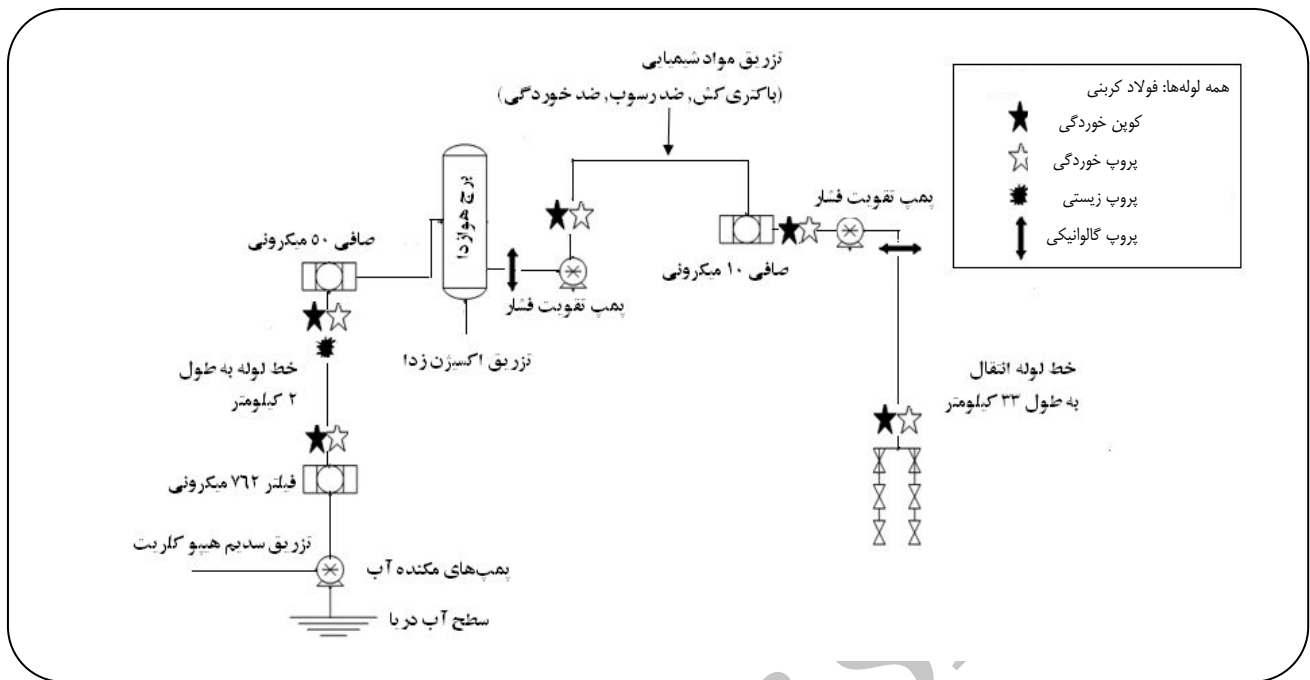 تزریق مواد شیمیایی
(باکتری کش, ضد رسوب, ضد خوردگی)
همه لوله‌ها: فولاد کربنی
کوپن خوردگی
پروپ خوردگی
پروپ زیستی
پروپ گالوانیکی
برج هوازدا
پمپ تقویت فشار
صافی ۵۰ میکرونی
صافی ۱۰ میکرونی
پمپ تقویت فشار
تزریق اکسیژن زدا
خط لوله به طول
۲ کیلومتر
خط لوله انتقال
به طول ۳۳ کیلومتر
فیلتر ۷۶۲ میکرونی
تزریق سدیم هیپو کلریت
پمپ‌های مکنده آب
سطح آب دریا